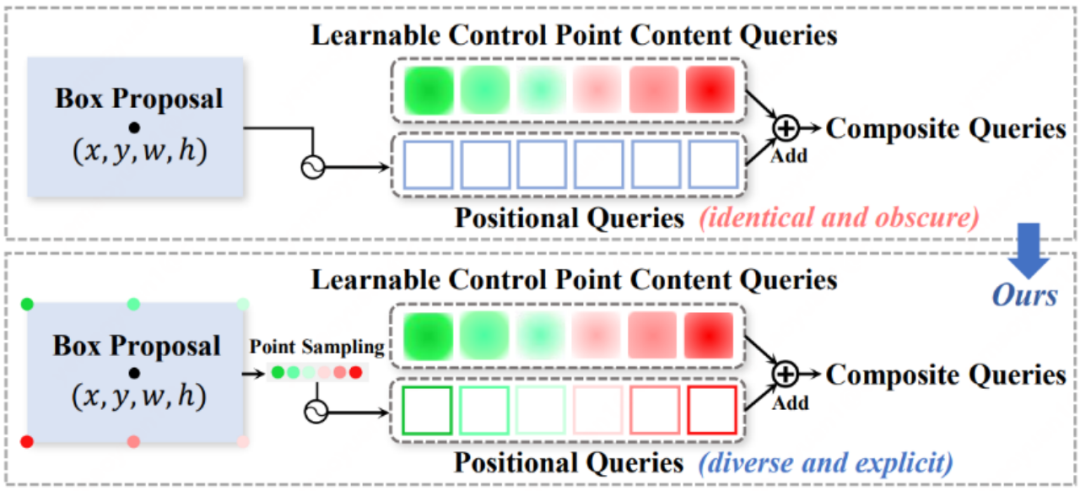 Learnable Control Point Content Queries
Box Proposal
(x, y, w, h)
Composite Queries
Add
Positional Queries (identical and obscure)
Ours
Learnable Control Point Content Queries
Box Proposal
(x, y, w, h)
Point Sampling
Composite Queries
Add
Positional Queries (diverse and explicit)